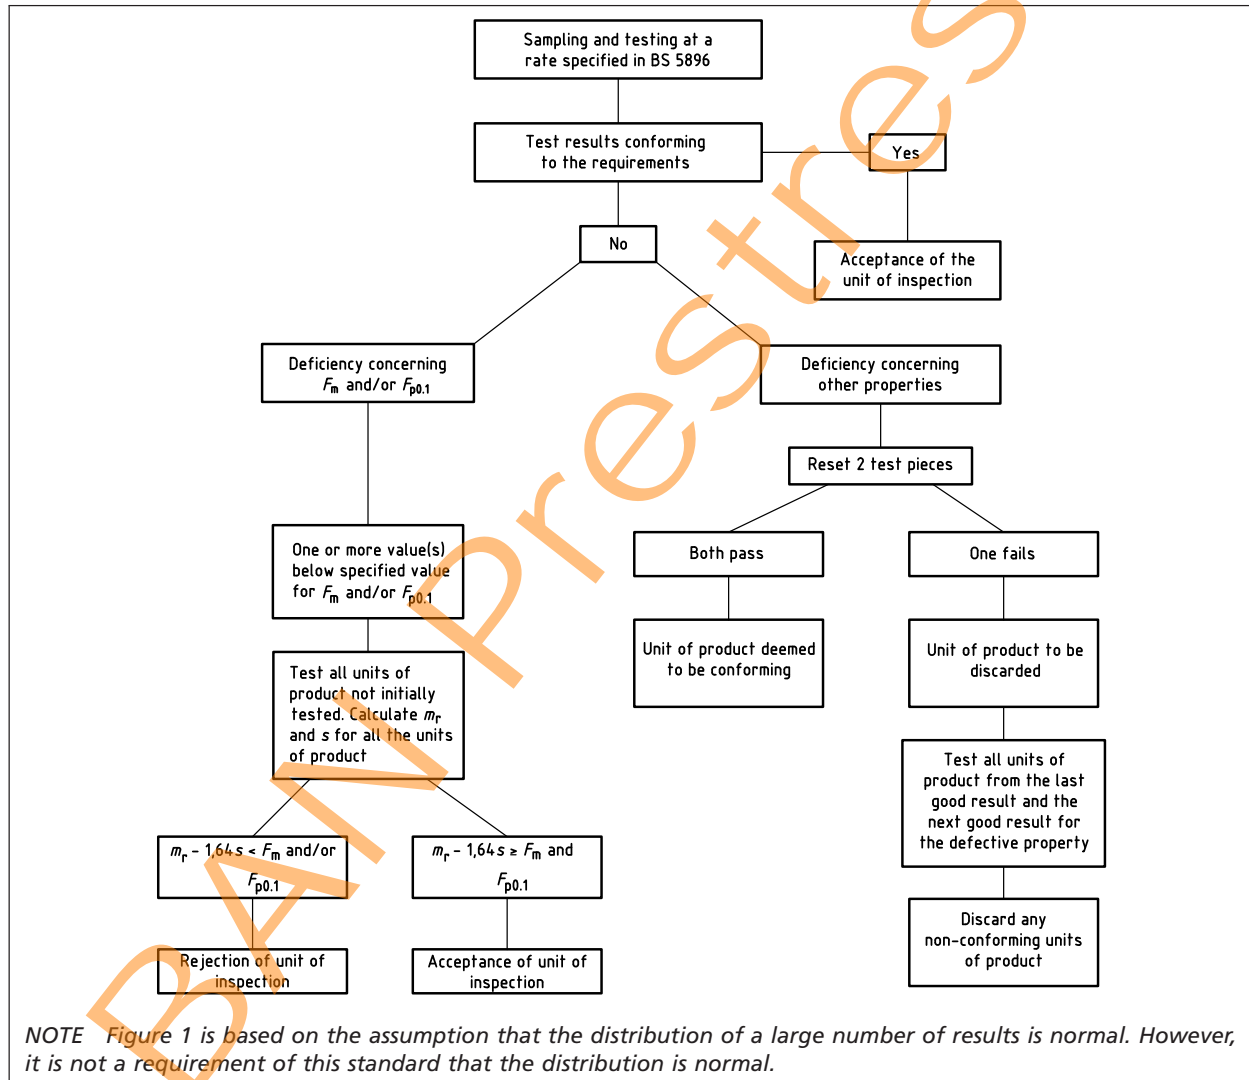 Sampling and testing at a
rate specified in BS 5896
Test results conforming
to the requirements
Yes
No
Acceptance of the
unit of inspection
Deficiency concerning
Fm and/or Fp0.1
Deficiency concerning
other properties
Reset 2 test pieces
One or more value(s)
below specified value
for Fm and/or Fp0.1
Both pass
One fails
Test all units of
product not initially
tested. Calculate mr
and s for all the units
of product
Unit of product deemed
to be conforming
Unit of product to be
discarded
Test all units of
product from the last
good result and the
next good result for
the defective property
mr – 1,64s < Fm and/or
Fp0.1
mr – 1,64s ≥ Fm and
Fp0.1
Rejection of unit of
inspection
Acceptance of unit of
inspection
Discard any
non-conforming units
of product
NOTE Figure 1 is based on the assumption that the distribution of a large number of results is normal. However,
it is not a requirement of this standard that the distribution is normal.
BAN Prestres